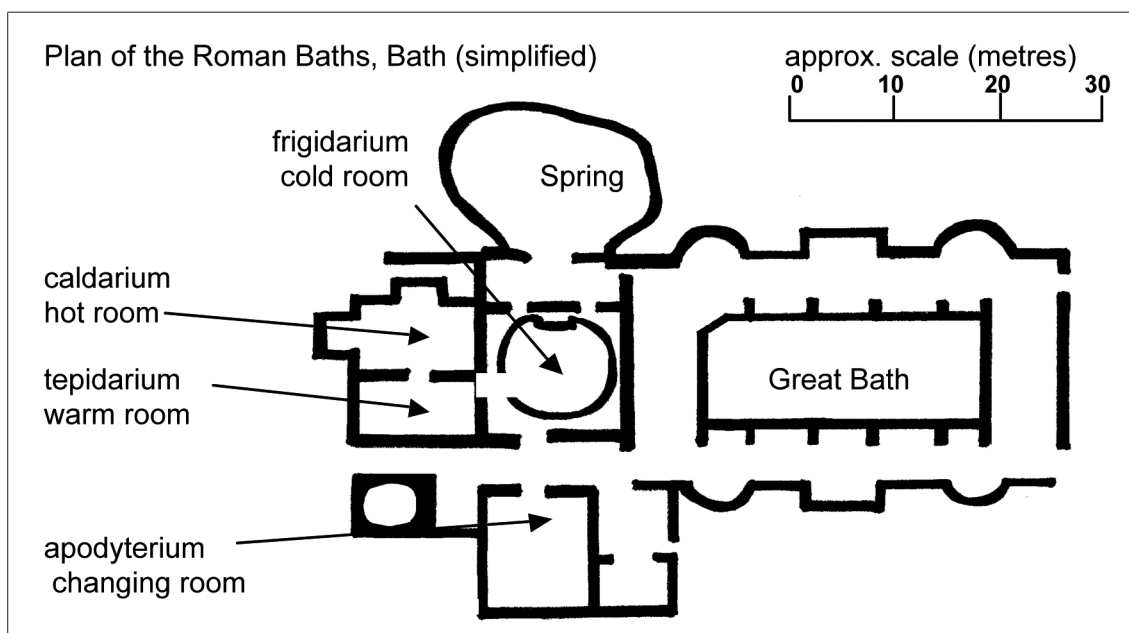 Plan of the Roman Baths, Bath (simplified)
approx. scale (metres)
0 10 20 30
frigidarium
cold room
Spring
caldarium
hot room
tepidarium
warm room
Great Bath
apodyterium
changing room